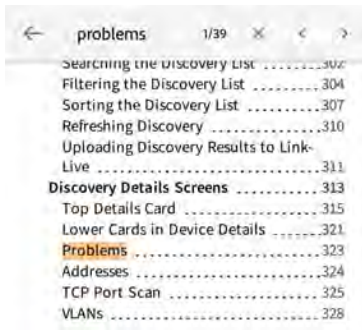 problems 1/39
Searching the Discovery List ........302
Filtering the Discovery List ..........304
Sorting the Discovery List ...........307
Refreshing Discovery .................310
Uploading Discovery Results to Link-
Live ......................................311
Discovery Details Screens .............313
Top Details Card .......................315
Lower Cards in Device Details ......321
Problems ................................323
Addresses ...............................324
TCP Port Scan ..........................325
VLANs ....................................328